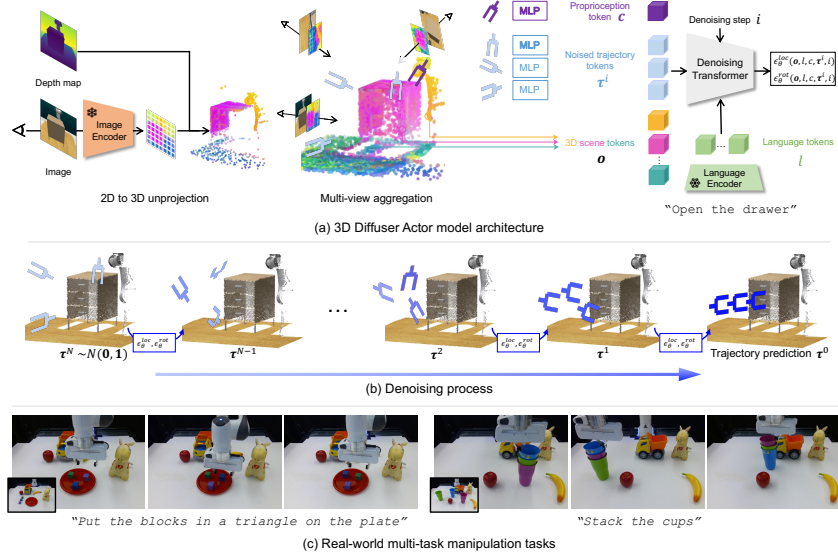 Depth map
Image
Encoder
Image
2D to 3D unprojection
Multi-view aggregation
MLP
Proprioception
token c
MLP
MLP
MLP
Noised trajectory
tokens
τ^i
3D scene tokens
o
Denoising step i
Denoising
Transformer
ϵ_θ^loc(o, l, c, τ^i, i)
ϵ_θ^rot(o, l, c, τ^i, i)
...
Language tokens
l
Language
Encoder
"Open the drawer"
(a) 3D Diffuser Actor model architecture
τ^N ~N(0, 1)
ϵ_θ^loc, ϵ_θ^rot
τ^N−1
...
τ^2
ϵ_θ^loc, ϵ_θ^rot
τ^1
ϵ_θ^loc, ϵ_θ^rot
Trajectory prediction τ^0
(b) Denoising process
"Put the blocks in a triangle on the plate"
"Stack the cups"
(c) Real-world multi-task manipulation tasks